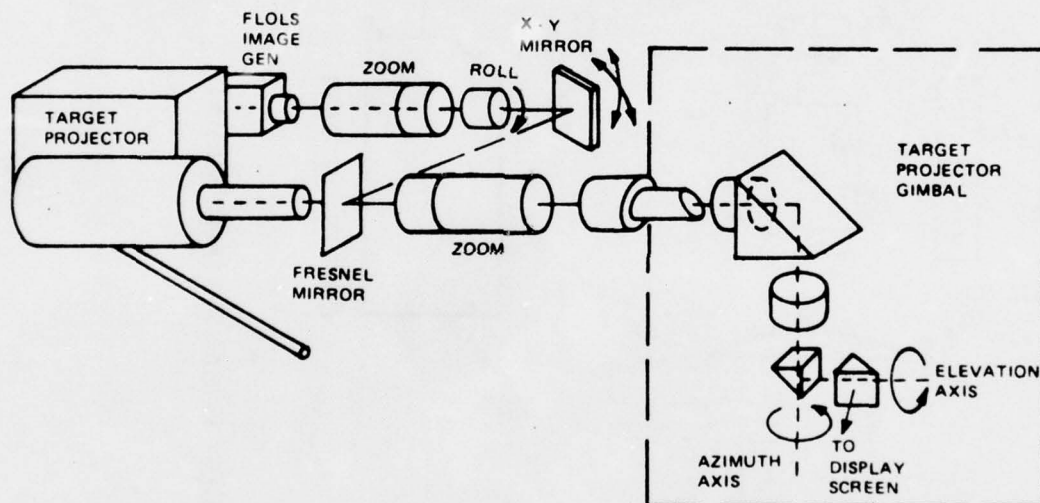 FLOLS
IMAGE
GEN
ZOOM
ROLL
X-Y
MIRROR
TARGET
PROJECTOR
TARGET
PROJECTOR
GIMBAL
FRESNEL
MIRROR
ZOOM
ELEVATION
AXIS
AZIMUTH
AXIS
TO
DISPLAY
SCREEN